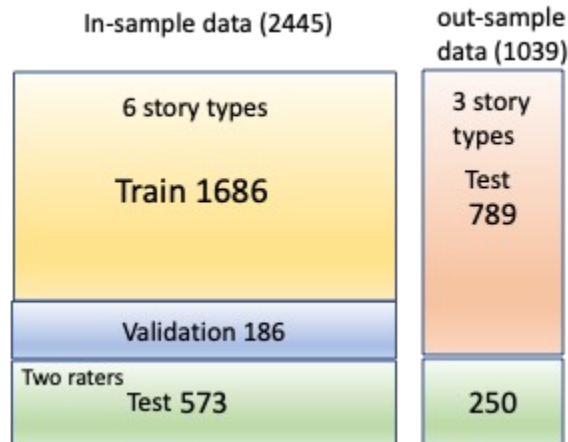 In-sample data (2445)
out-sample
data (1039)
6 story types
Train 1686
Validation 186
Two raters
Test 573
3 story
types
Test
789
250